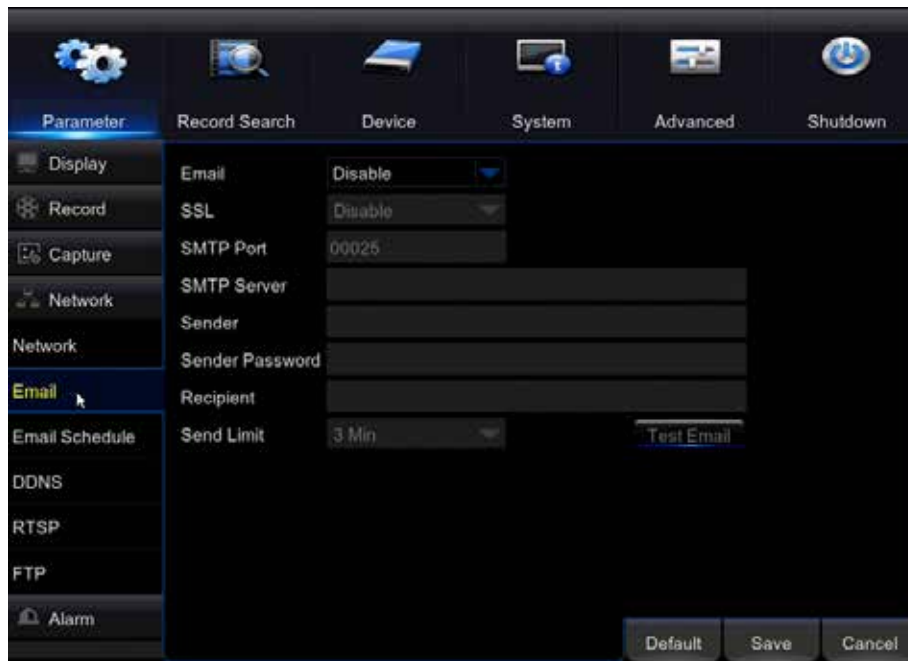 Parameter Record Search Device System Advanced Shutdown
Display
Record
Capture
Network
Network
Email
Email Schedule
DDNS
RTSP
FTP
Alarm
Email Disable
SSL Disable
SMTP Port 00025
SMTP Server
Sender
Sender Password
Recipient
Send Limit 3 Min Test Email
Default Save Cancel